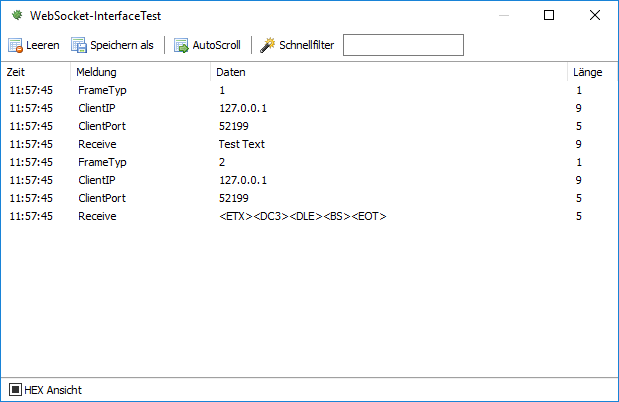 WebSocket-InterfaceTest
Leeren Speichern als AutoScroll Schnellfilter
Zeit Meldung Daten Länge
11:57:45 FrameTyp 1 1
11:57:45 ClientIP 127.0.0.1 9
11:57:45 ClientPort 52199 5
11:57:45 Receive Test Text 9
11:57:45 FrameTyp 2 1
11:57:45 ClientIP 127.0.0.1 9
11:57:45 ClientPort 52199 5
11:57:45 Receive <ETX><DC3><DLE><BS><EOT> 5
HEX Ansicht